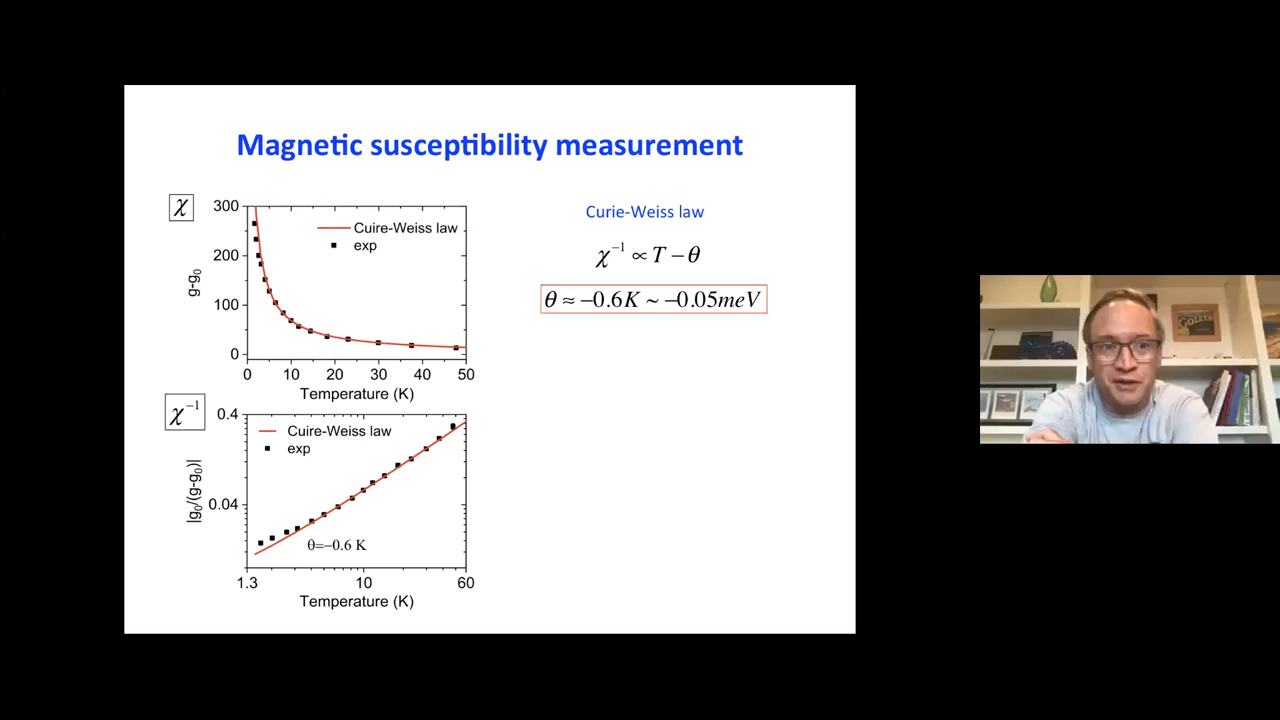 Magnetic susceptibility measurement
χ
300
200
100
0
g-g₀
Cuire-Weiss law
exp
0 10 20 30 40 50
Temperature (K)
χ⁻¹
0.4
0.04
|g₀/(g-g₀)|
Cuire-Weiss law
exp
θ=−0.6 K
1.3 10 60
Temperature (K)
Curie-Weiss law
χ⁻¹ ∝ T − θ
θ ≈ −0.6K ~ −0.05meV
GOLETA